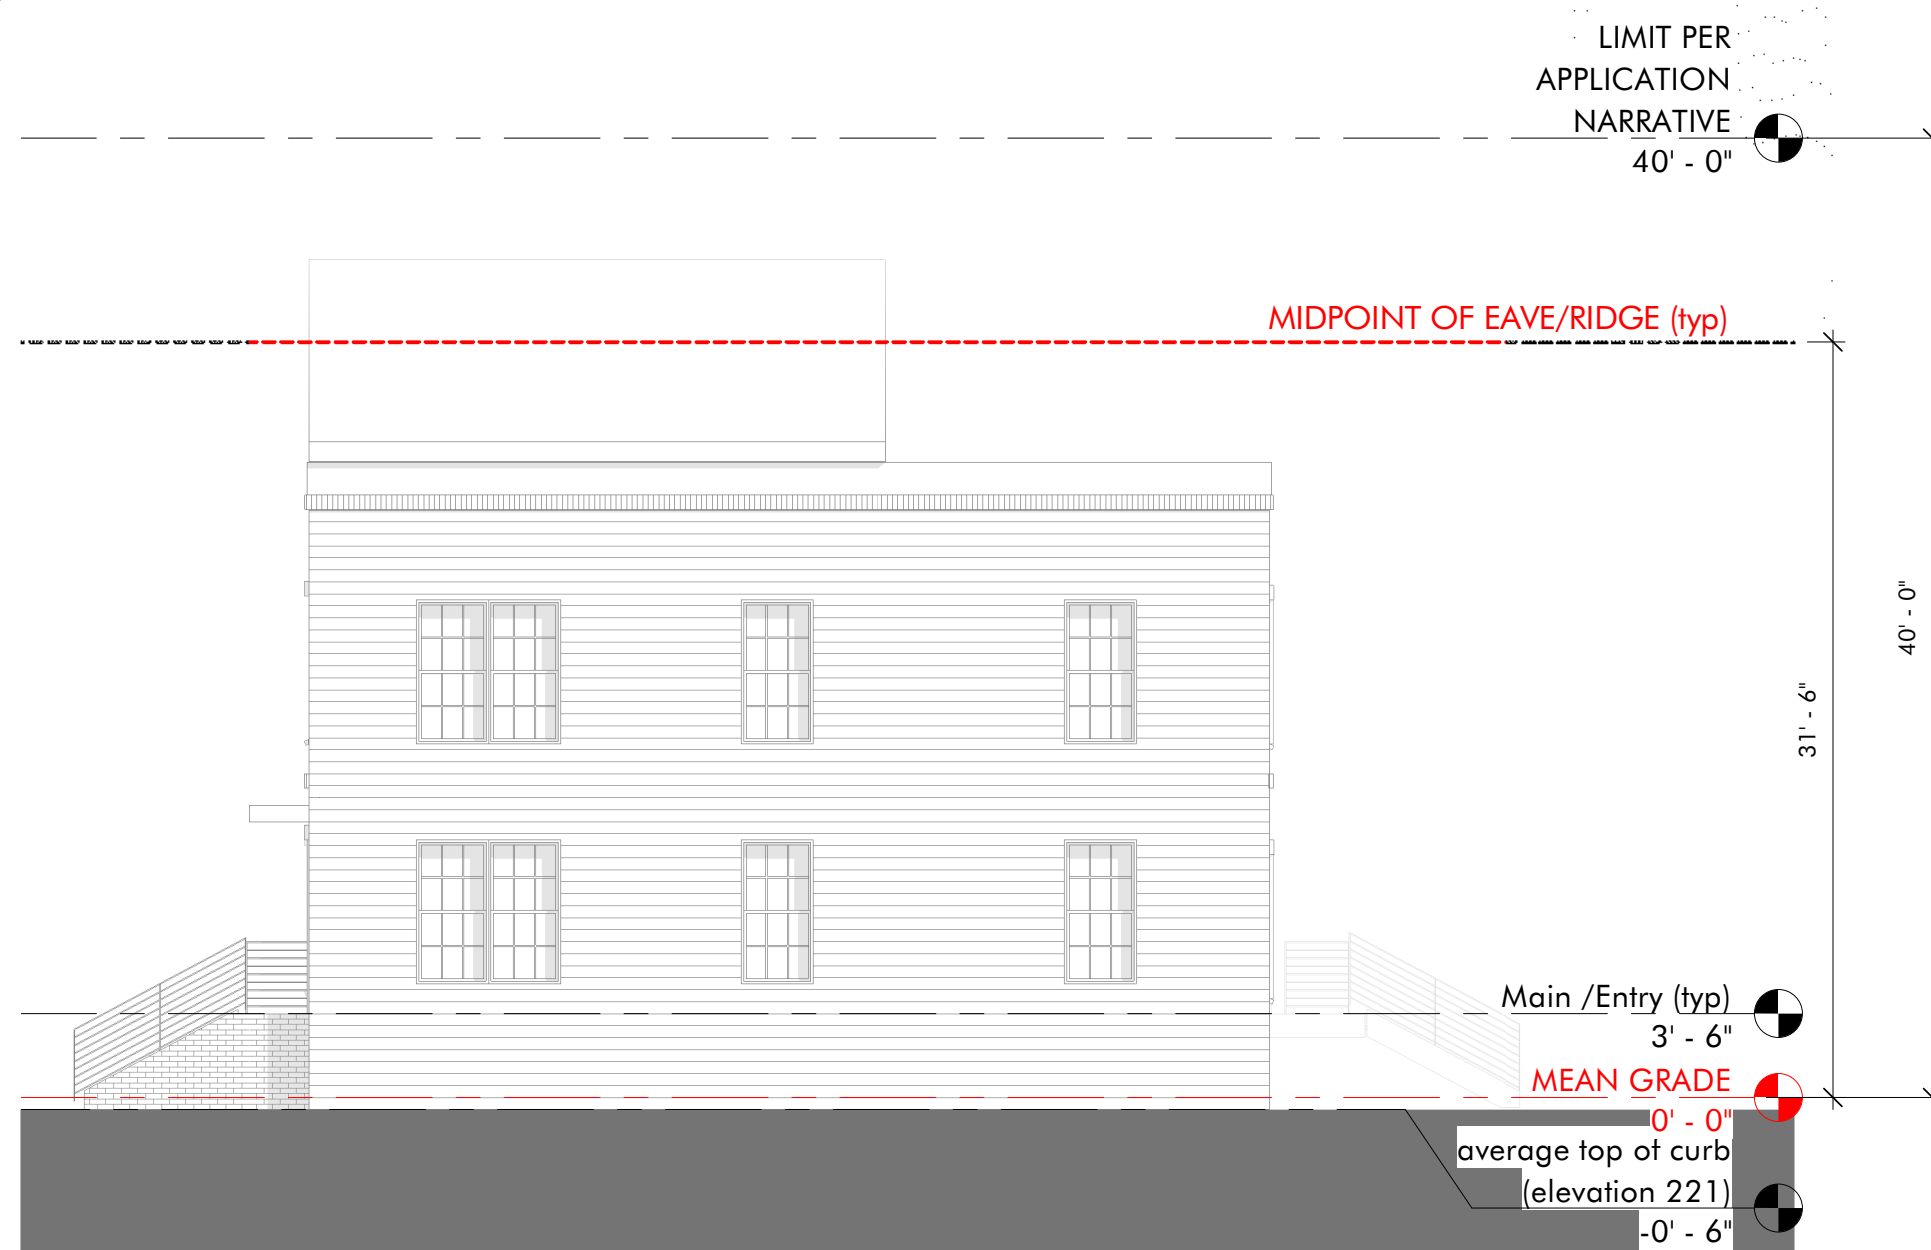 LIMIT PER
APPLICATION
NARRATIVE
40' - 0"
MIDPOINT OF EAVE/RIDGE (typ)
40' - 0"
31' - 6"
Main /Entry (typ)
3' - 6"
MEAN GRADE
0' - 0"
average top of curb
(elevation 221)
-0' - 6"